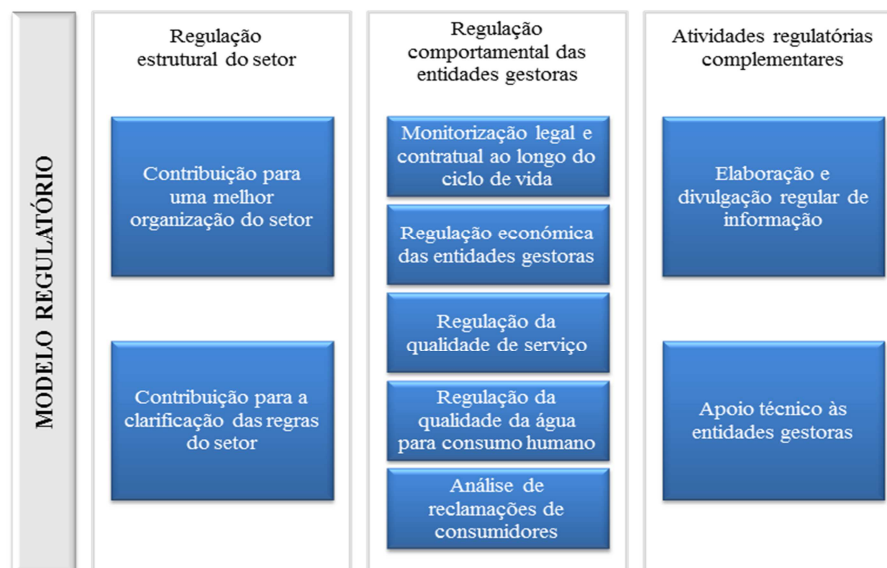 MODELO REGULATÓRIO
Regulação
estrutural do setor
Contribuição para
uma melhor
organização do setor
Contribuição para a
clarificação das regras
do setor
Regulação
comportamental das
entidades gestoras
Monitorização legal e
contratual ao longo do
ciclo de vida
Regulação económica
das entidades gestoras
Regulação da
qualidade de serviço
Regulação da
qualidade da água
para consumo humano
Análise de
reclamações de
consumidores
Atividades regulatórias
complementares
Elaboração e
divulgação regular de
informação
Apoio técnico às
entidades gestoras